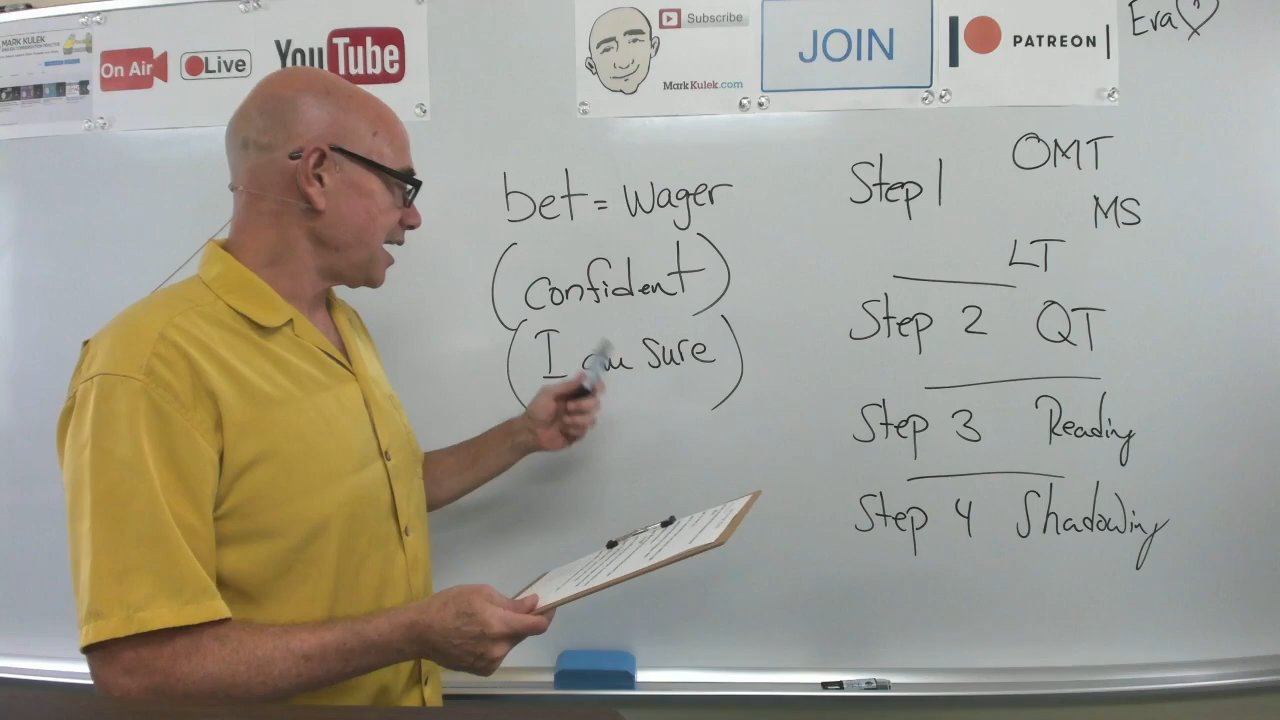 MARK KULEK
On Air
Live
YouTube
Subscribe
MarkKulek.com
JOIN
PATREON
Eva
bet = Wager
(Confident)
(I am sure)
Step 1
OMT
MS
LT
Step 2 QT
Step 3 Reading
Step 4 Shadowing